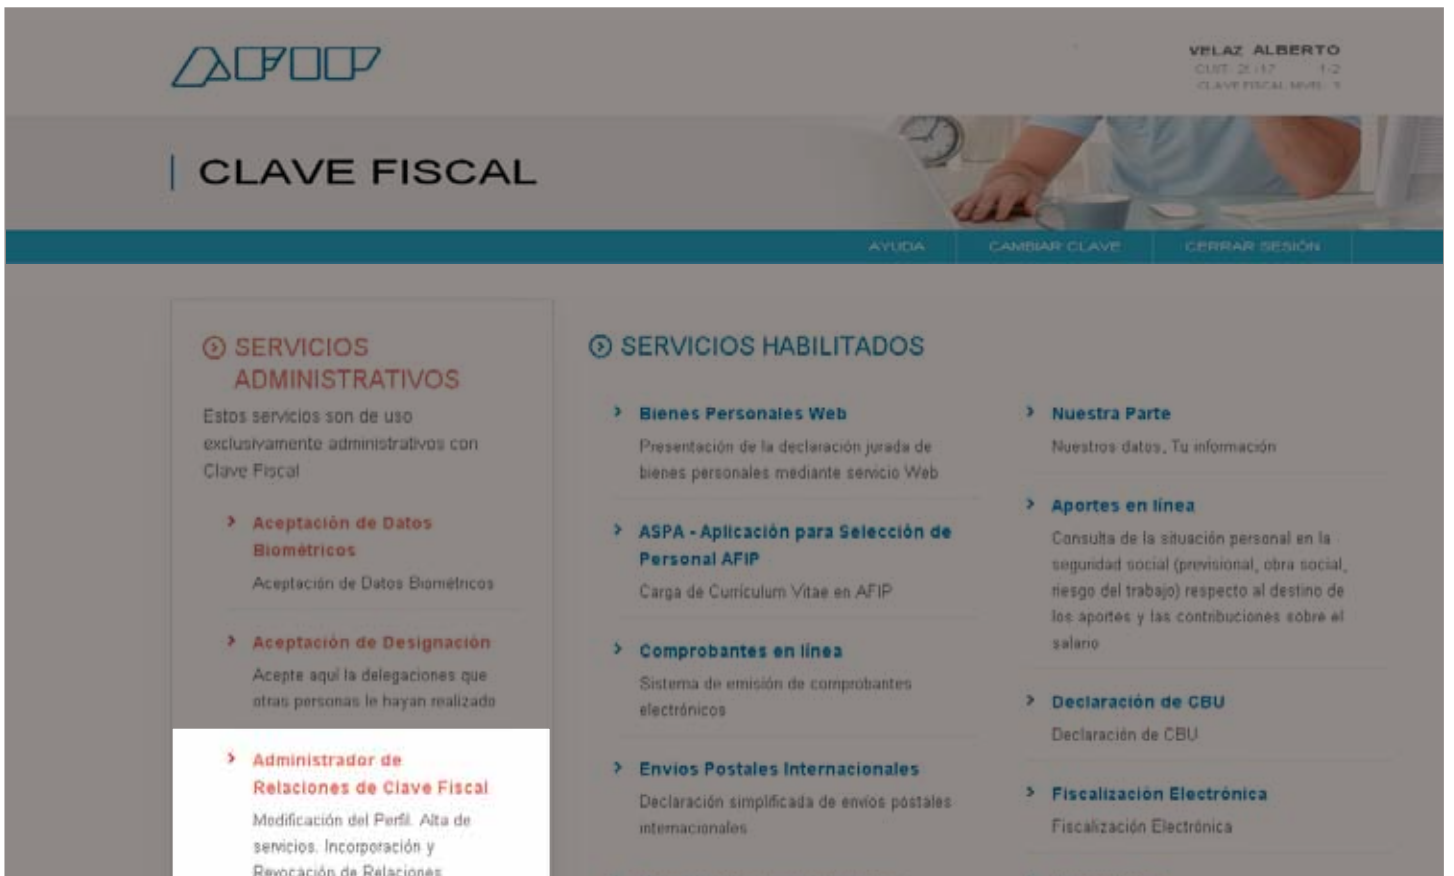 AFIP
VELAZ ALBERTO
CLAVE FISCAL NIVEL: 3
CLAVE FISCAL
AYUDA
CAMBIAR CLAVE
CERRAR SESIÓN
SERVICIOS
ADMINISTRATIVOS
Estos servicios son de uso
exclusivamente administrativos con
Clave Fiscal
Aceptación de Datos
Biométricos
Aceptación de Datos Biométricos
Aceptación de Designación
Acepte aquí la delegaciones que
otras personas le hayan realizado
Administrador de
Relaciones de Clave Fiscal
Modificación del Perfil. Alta de
servicios. Incorporación y
Revocación de Relaciones
SERVICIOS HABILITADOS
Bienes Personales Web
Presentación de la declaración jurada de
bienes personales mediante servicio Web
ASPA - Aplicación para Selección de
Personal AFIP
Carga de Curriculum Vitae en AFIP
Comprobantes en línea
Sistema de emisión de comprobantes
electrónicos
Envios Postales Internacionales
Declaración simplificada de envios postales
internacionales
Nuestra Parte
Nuestros datos, Tu información
Aportes en línea
Consulta de la situación personal en la
seguridad social (previsional, obra social,
riesgo del trabajo) respecto al destino de
los aportes y las contribuciones sobre el
salario
Declaración de CBU
Declaración de CBU
Fiscalización Electrónica
Fiscalización Electrónica